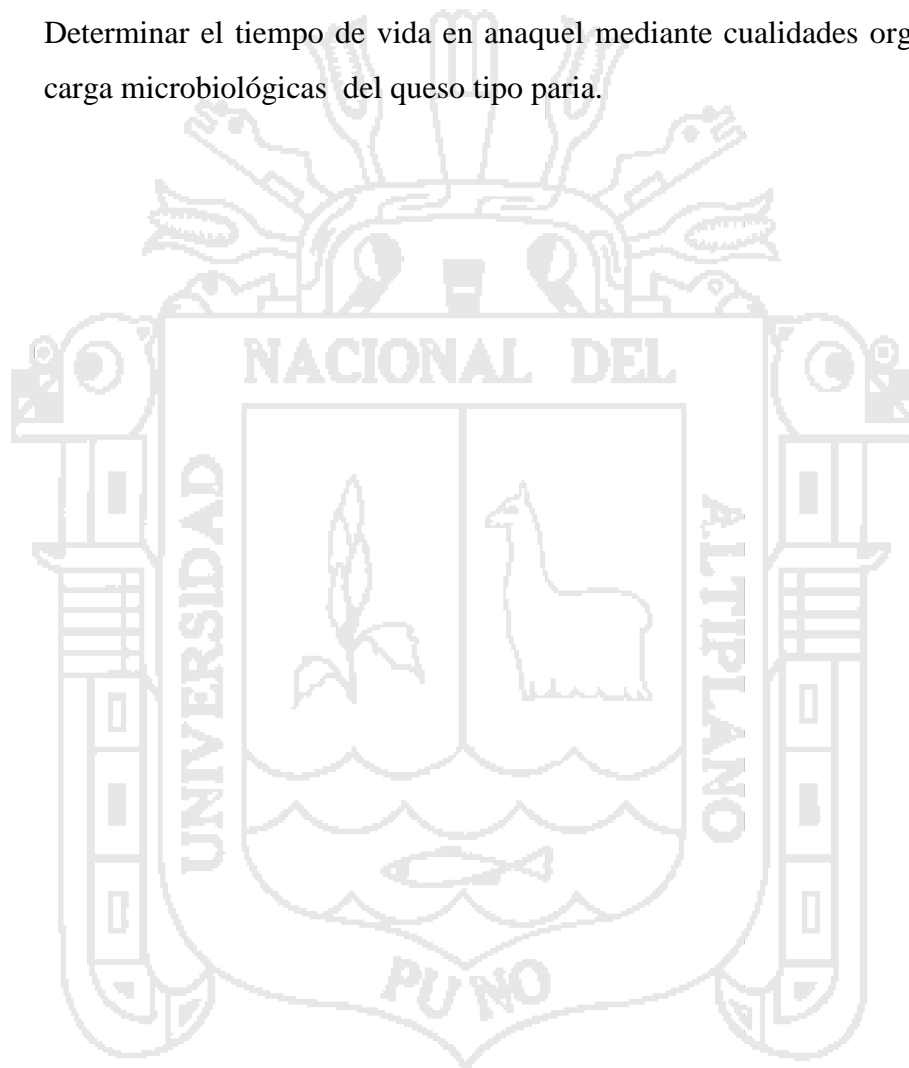 Determinar el tiempo de vida en anaquel mediante cualidades
carga microbiológicas del queso tipo paria.
NACIONAL DEL
UNIVERSIDAD
ALTIPLANO
PUNO